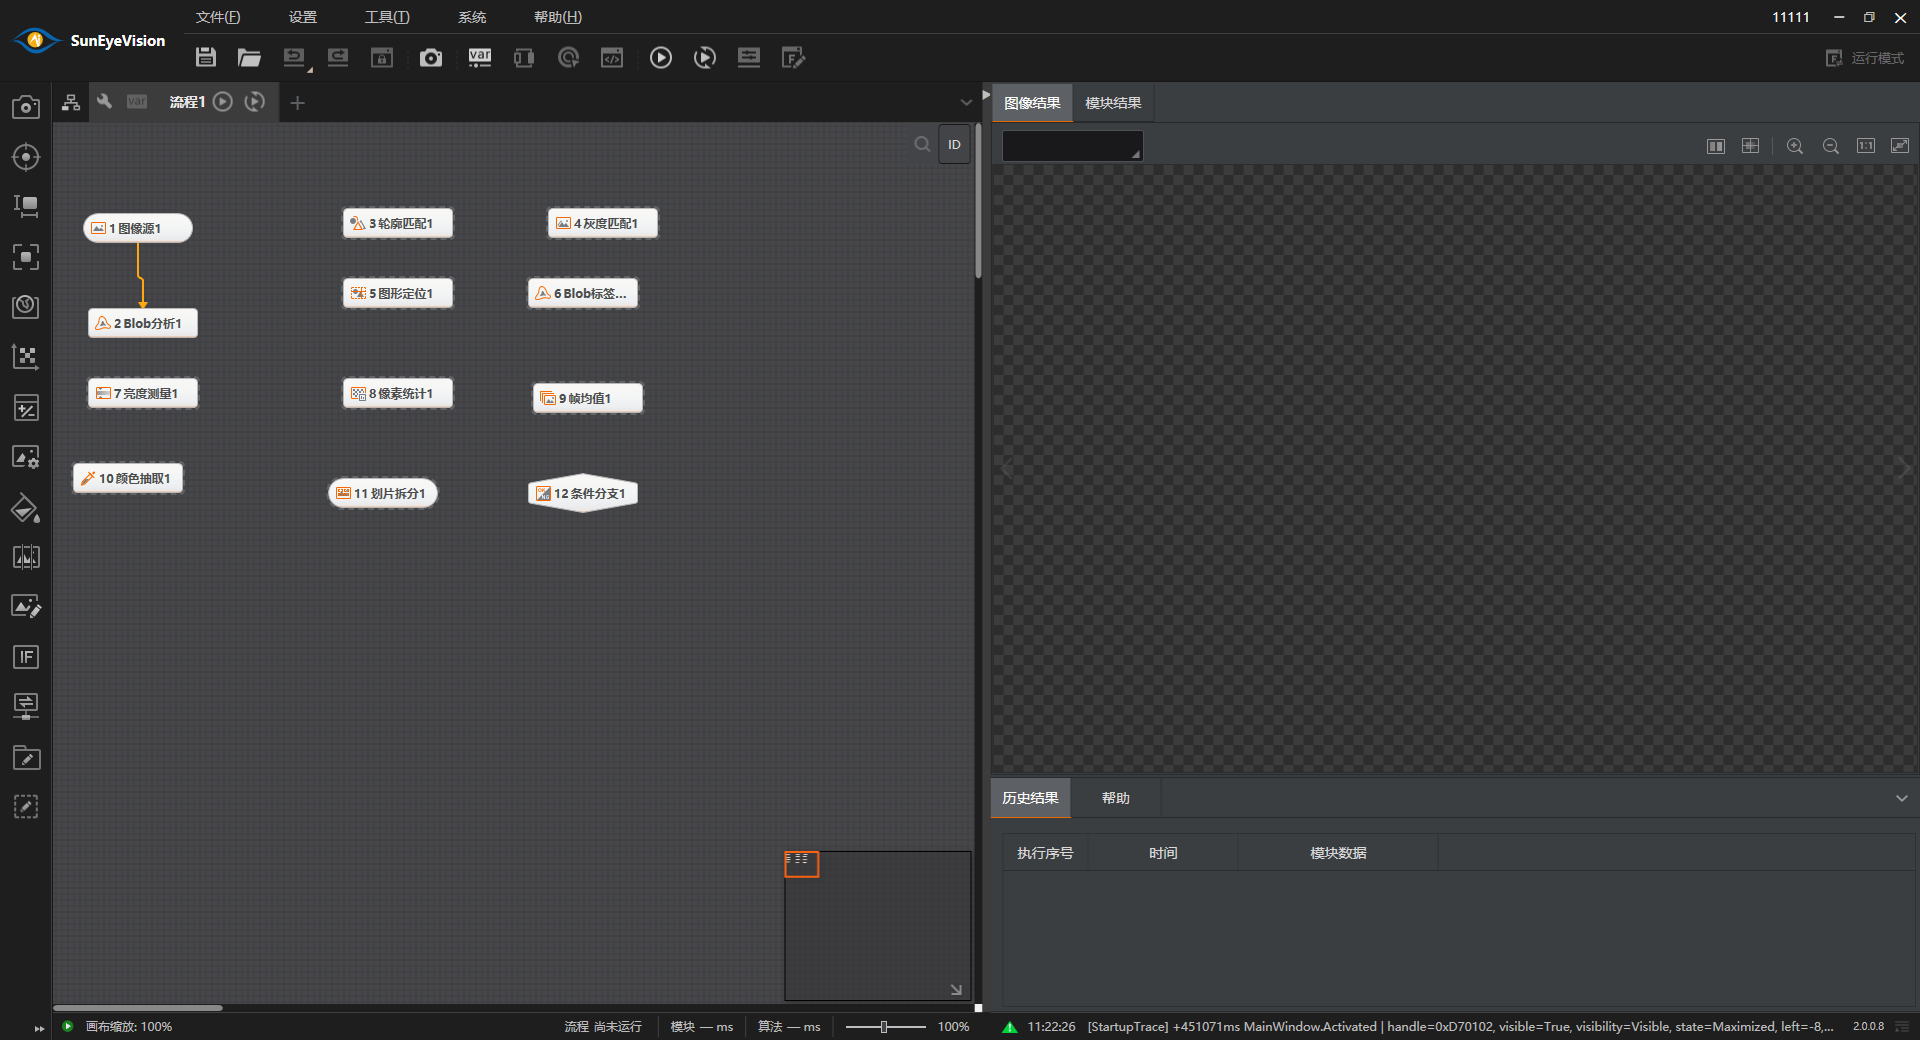 文件(F) 设置 工具(T) 系统 帮助(H) 11111
SunEyeVision
var
运行模式
var 流程1
图像结果 模块结果
ID
1:1
1 图像源1
3 轮廓匹配1
4 灰度匹配1
5 图形定位1
6 Blob标签...
2 Blob分析1
7 亮度测量1
8 像素统计1
9 帧均值1
10 颜色抽取1
11 划片拆分1
12 条件分支1
IF
历史结果 帮助
执行序号 时间 模块数据
画布缩放: 100% 流程 尚未运行 模块 — ms 算法 — ms 100% 11:22:26 [StartupTrace] +451071ms MainWindow.Activated | handle=0xD70102, visible=True, visibility=Visible, state=Maximized, left=-8,... 2.0.0.8